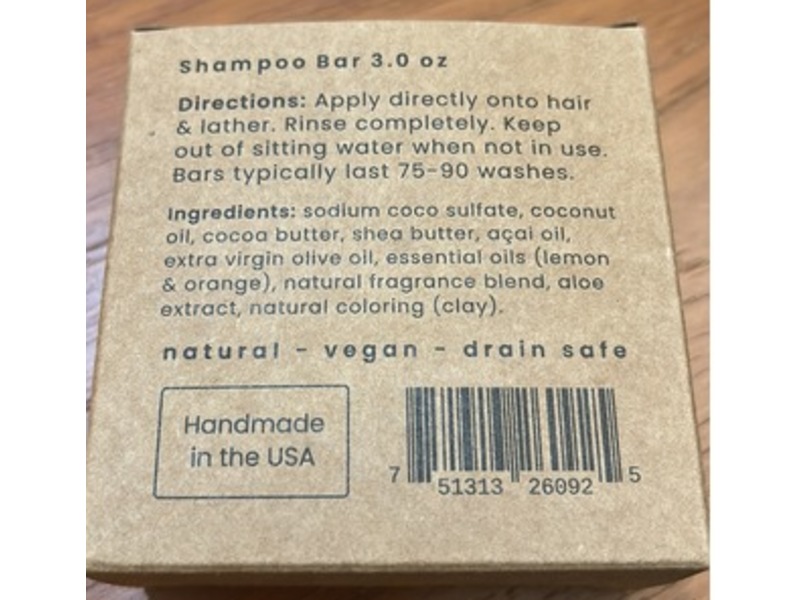 Shampoo Bar 3.0 oz
Directions: Apply directly onto hair
& lather. Rinse completely. Keep
out of sitting water when not in use.
Bars typically last 75-90 washes.
Ingredients: sodium coco sulfate, coconut
oil, cocoa butter, shea butter, açai oil,
extra virgin olive oil, essential oils (lemon
& orange), natural fragrance blend, aloe
extract, natural coloring (clay).
natural - vegan - drain safe
Handmade
in the USA
7 51313 26092 5